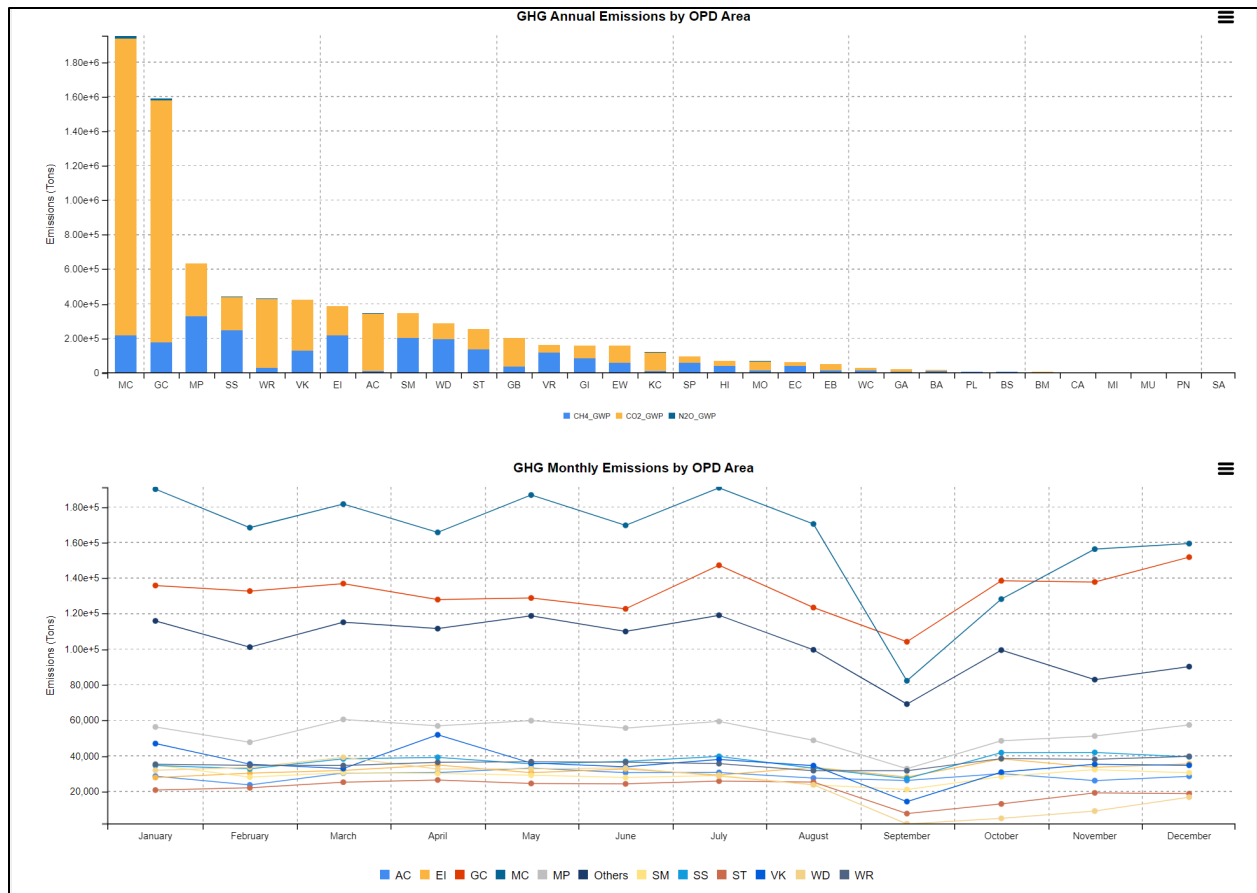 GHG Annual Emissions by OPD Area
Emissions (Tons)
1.80e+6
1.60e+6
1.40e+6
1.20e+6
1.00e+6
8.00e+5
6.00e+5
4.00e+5
2.00e+5
0
MC GC MP SS WR VK EI AC SM WD ST GB VR GI EW KC SP HI MO EC EB WC GA BA PL BS BM CA MI MU PN SA
CH4_GWP CO2_GWP N2O_GWP
GHG Monthly Emissions by OPD Area
Emissions (Tons)
1.80e+5
1.60e+5
1.40e+5
1.20e+5
1.00e+5
80,000
60,000
40,000
20,000
January February March April May June July August September October November December
AC EI GC MC MP Others SM SS ST VK WD WR